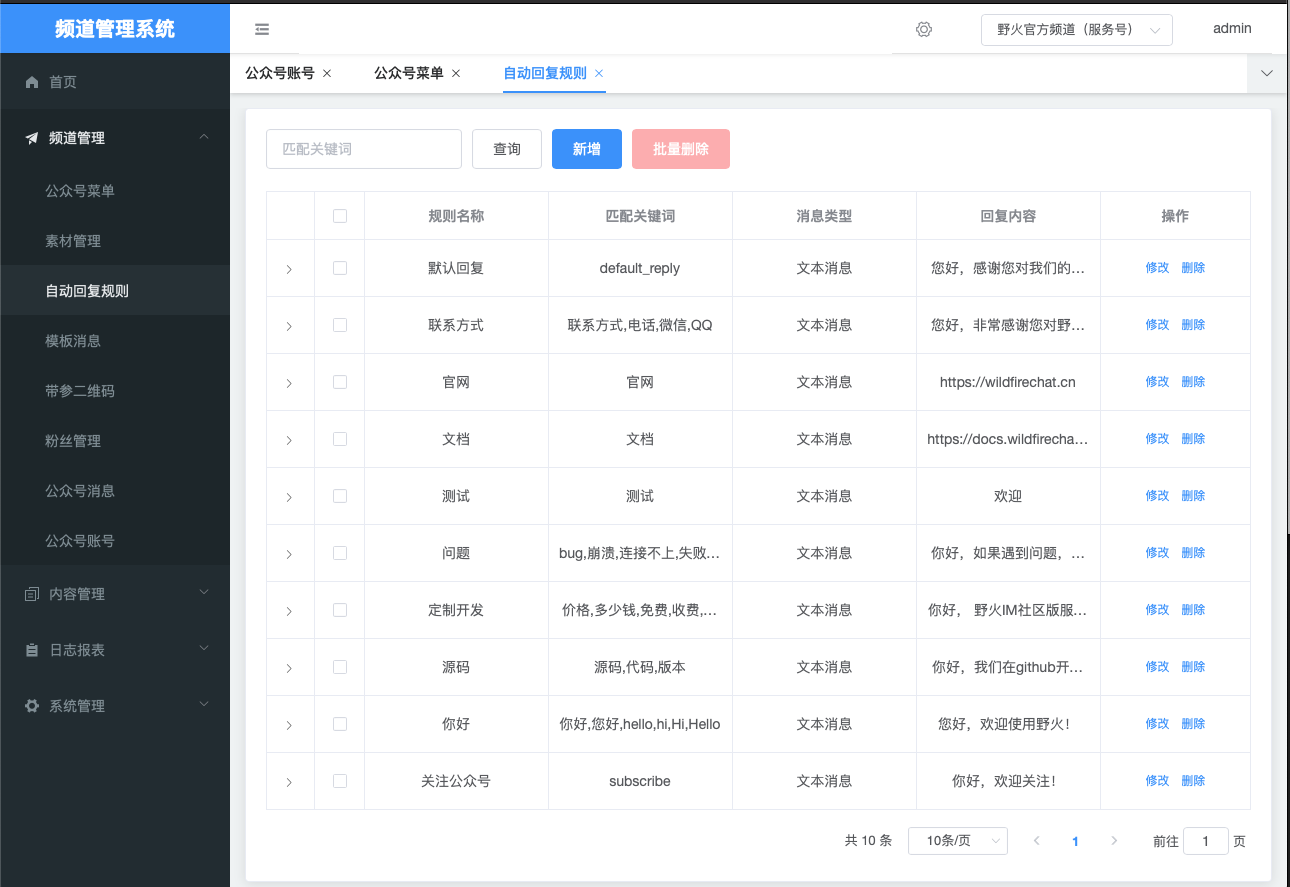 频道管理系统
野火官方频道（服务号）
admin
首页
频道管理
公众号菜单
素材管理
自动回复规则
模板消息
带参二维码
粉丝管理
公众号消息
公众号账号
内容管理
日志报表
系统管理
公众号账号 公众号菜单 自动回复规则
匹配关键词 查询 新增 批量删除
规则名称 匹配关键词 消息类型 回复内容 操作
默认回复 default_reply 文本消息 您好，感谢您对我们的... 修改 删除
联系方式 联系方式,电话,微信,QQ 文本消息 您好，非常感谢您对野... 修改 删除
官网 官网 文本消息 https://wildfirechat.cn 修改 删除
文档 文档 文本消息 https://docs.wildfirecha... 修改 删除
测试 测试 文本消息 欢迎 修改 删除
问题 bug,崩溃,连接不上,失败... 文本消息 你好，如果遇到问题，... 修改 删除
定制开发 价格,多少钱,免费,收费,... 文本消息 你好， 野火IM社区版服... 修改 删除
源码 源码,代码,版本 文本消息 你好，我们在github开... 修改 删除
你好 你好,您好,hello,hi,Hi,Hello 文本消息 您好，欢迎使用野火！ 修改 删除
关注公众号 subscribe 文本消息 你好，欢迎关注！ 修改 删除
共 10 条 10条/页 1 前往 1 页